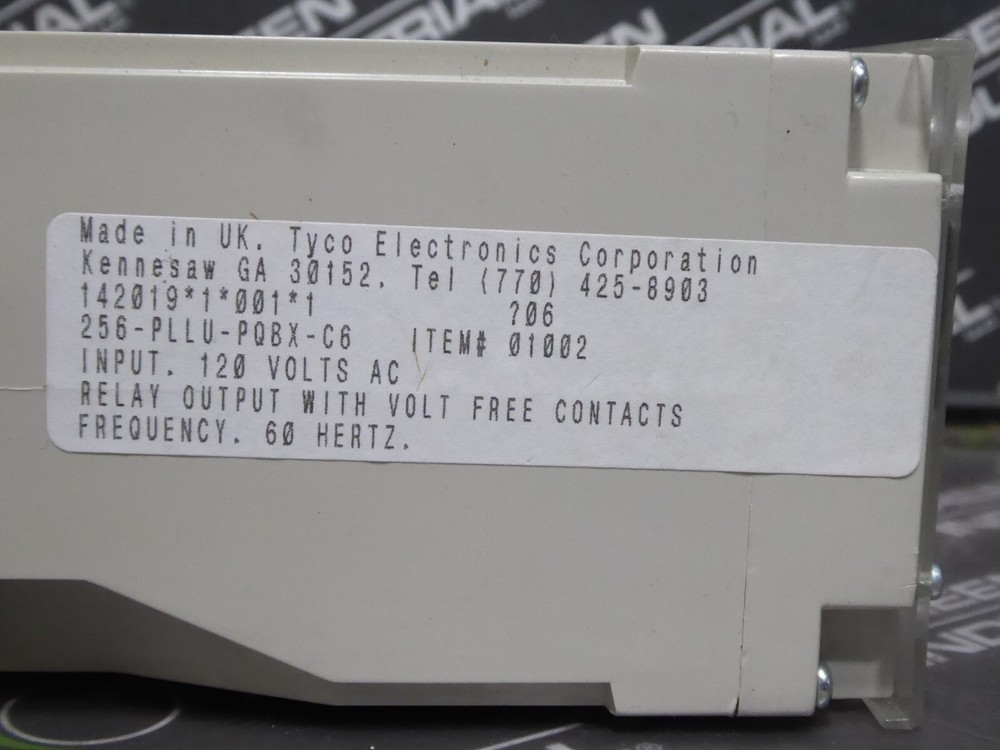 Made in UK. Tyco Electronics Corporation
Kennesaw GA 30152. Tel (770) 425-8903
142019*1*001*1 ?06
256-PLLU-PQBX-C6 ITEM# 01002
INPUT. 120 VOLTS AC
RELAY OUTPUT WITH VOLT FREE CONTACTS
FREQUENCY. 60 HERTZ.